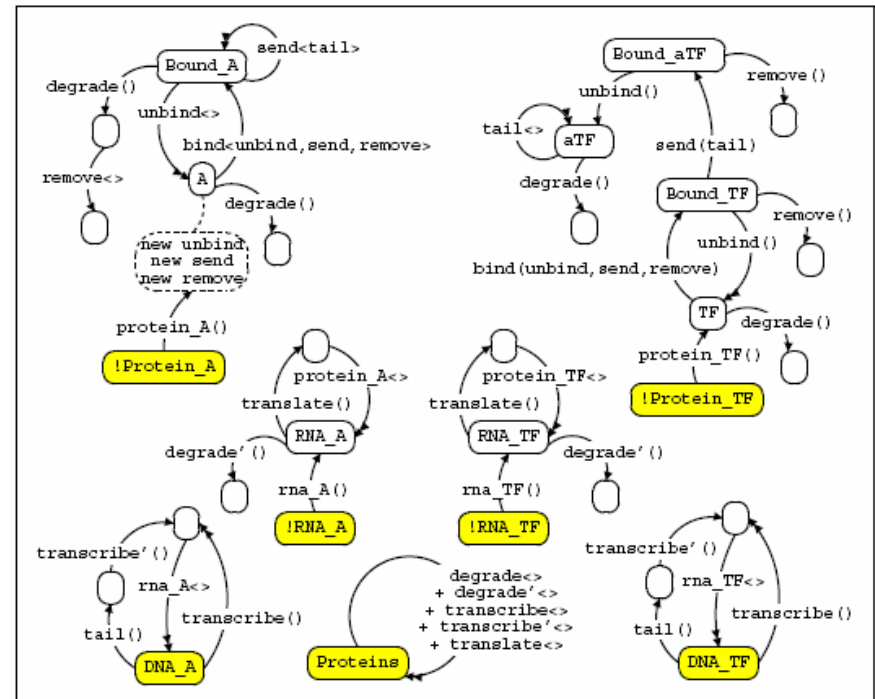 send<tail>
Bound_A
degrade()
unbind<>
bind<unbind,send,remove>
remove<>
A
degrade()
new unbind
new send
new remove
protein_A()
!Protein_A
Bound_aTF
remove()
unbind()
tail<>
aTF
send(tail)
degrade()
Bound_TF
remove()
unbind()
bind(unbind,send,remove)
TF
degrade()
protein_TF()
!Protein_TF
protein_A<>
translate()
RNA_A
degrade'()
rna_A()
!RNA_A
protein_TF<>
translate()
RNA_TF
degrade'()
rna_TF()
!RNA_TF
transcribe'()
rna_A<>
transcribe()
tail()
DNA_A
degrade<>
+ degrade'<>
+ transcribe<>
+ transcribe'<>
+ translate<>
Proteins
transcribe'()
rna_TF<>
transcribe()
tail()
DNA_TF